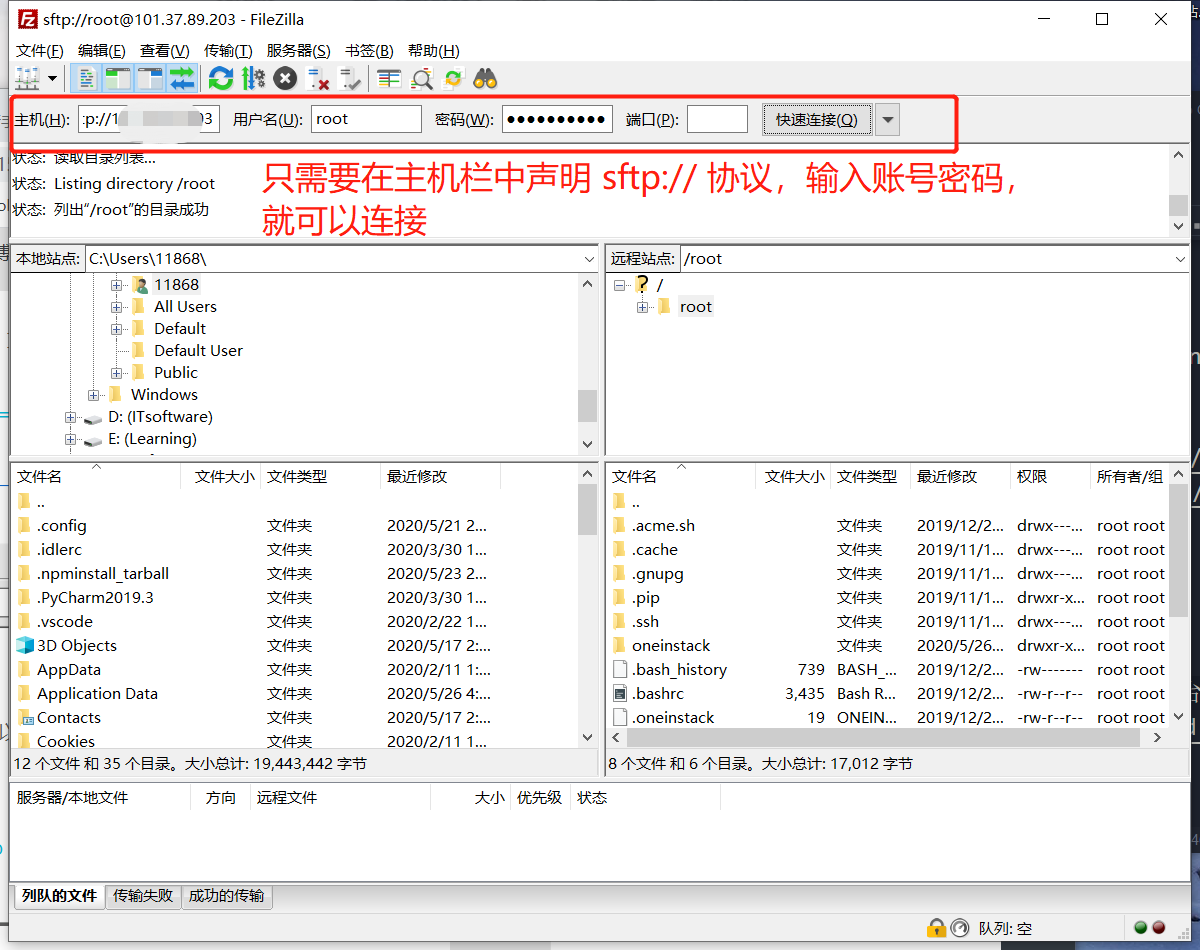 sftp://root@101.37.89.203 - FileZilla
文件(F) 编辑(E) 查看(V) 传输(T) 服务器(S) 书签(B) 帮助(H)
主机(H): :p://1 03 用户名(U): root 密码(W): ●●●●●●●●●● 端口(P): 快速连接(Q)
状态: 读取目录列表...
状态: Listing directory /root
状态: 列出“/root”的目录成功
只需要在主机栏中声明 sftp:// 协议，输入账号密码，
就可以连接
本地站点: C:\Users\11868\
11868
All Users
Default
Default User
Public
Windows
D: (ITsoftware)
E: (Learning)
远程站点: /root
? /
root
文件名 文件大小 文件类型 最近修改
..
.config 文件夹 2020/5/21 2...
.idlerc 文件夹 2020/3/30 1...
.npminstall_tarball 文件夹 2020/5/23 2...
.PyCharm2019.3 文件夹 2020/3/30 1...
.vscode 文件夹 2020/2/22 1...
3D Objects 文件夹 2020/5/17 2:...
AppData 文件夹 2020/2/11 1:...
Application Data 文件夹 2020/5/26 4:...
Contacts 文件夹 2020/5/17 2:...
Cookies 文件夹 2020/2/11 1...
12 个文件 和 35 个目录。大小总计: 19,443,442 字节
文件名 文件大小 文件类型 最近修改 权限 所有者/组
..
.acme.sh 文件夹 2019/12/2... drwx---... root root
.cache 文件夹 2019/11/1... drwx---... root root
.gnupg 文件夹 2019/11/1... drwx---... root root
.pip 文件夹 2019/11/1... drwxr-x... root root
.ssh 文件夹 2019/11/1... drwx---... root root
oneinstack 文件夹 2020/5/26... drwxr-x... root root
.bash_history 739 BASH_... 2019/12/2... -rw------- root root
.bashrc 3,435 Bash R... 2019/12/2... -rw-r--r-- root root
.oneinstack 19 ONEIN... 2019/12/2... -rw-r--r-- root root
8 个文件 和 6 个目录。大小总计: 17,012 字节
服务器/本地文件 方向 远程文件 大小 优先级 状态
列队的文件 传输失败 成功的传输
队列: 空